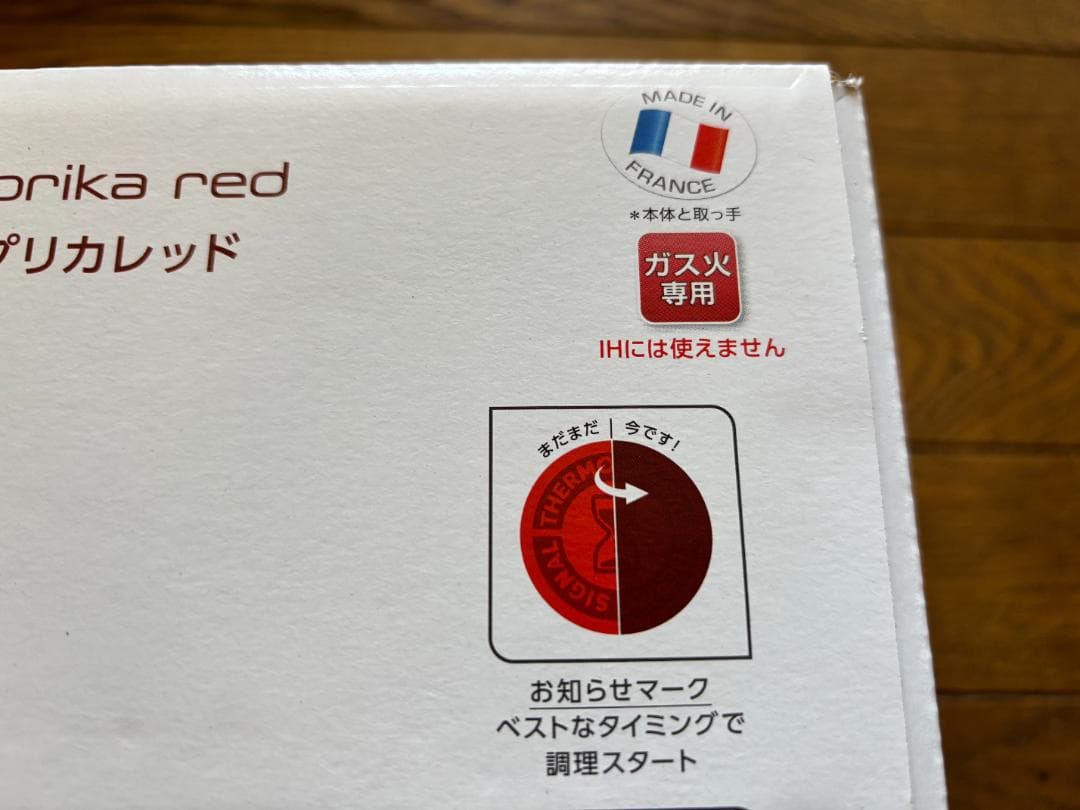 MADE IN
FRANCE
*本体と取っ手
prika red
プリカレッド
ガス火
専用
IHには使えません
まだまだ | 今です!
THERMO
SIGNAL
お知らせマーク
ベストなタイミングで
調理スタート